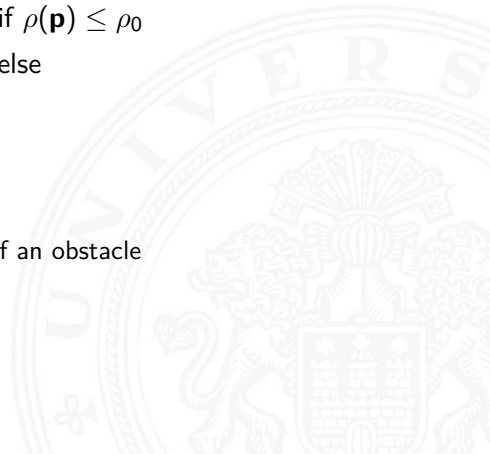 if ρ(p) ≤ ρ₀
else
f an obstacle
U N I V E R S